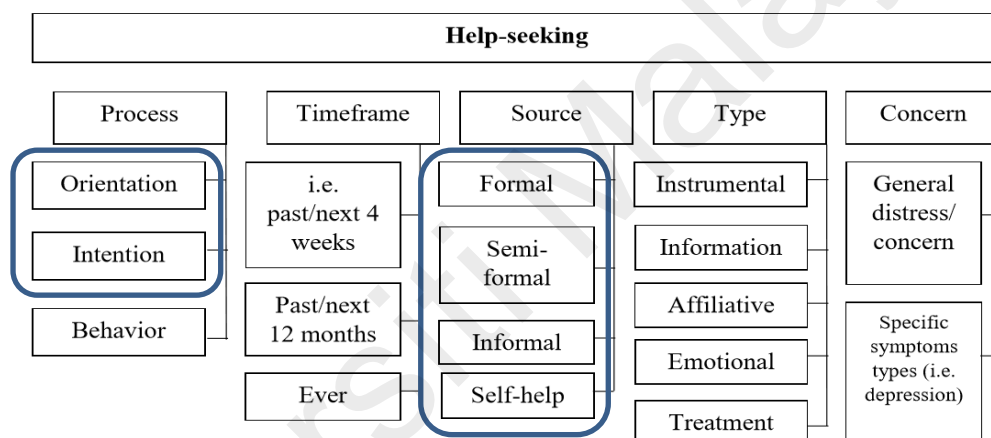 Help-seeking
Process
Orientation
Intention
Behavior
Timeframe
i.e.
past/next 4
weeks
Past/next
12 months
Ever
Source
Formal
Semi-
formal
Informal
Self-help
Type
Instrumental
Information
Affiliative
Emotional
Treatment
Concern
General
distress/
concern
Specific
symptoms
types (i.e.
depression)